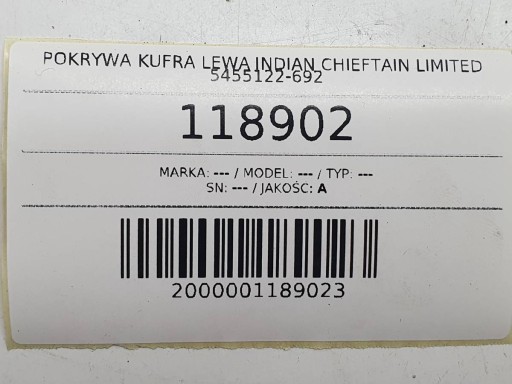 POKRYWA KUFRA LEWA INDIAN CHIEFTAIN LIMITED
5455122-692
118902
MARKA: --- / MODEL: --- / TYP: ---
SN: --- / JAKOŚĆ: A
2000001189023